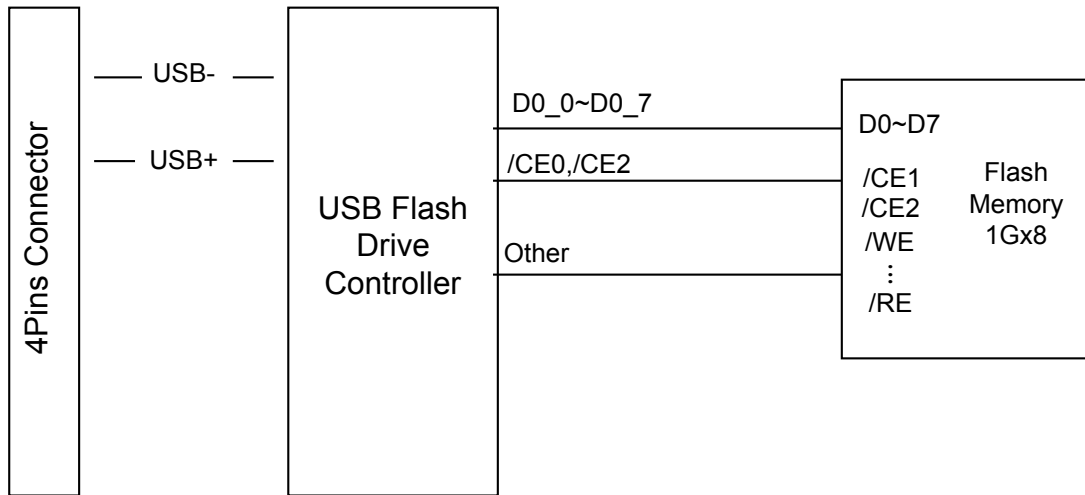 4Pins Connector
USB-
USB+
USB Flash
Drive
Controller
D0_0~D0_7
/CE0,/CE2
Other
D0~D7
/CE1
/CE2
/WE
⋮
/RE
Flash
Memory
1Gx8